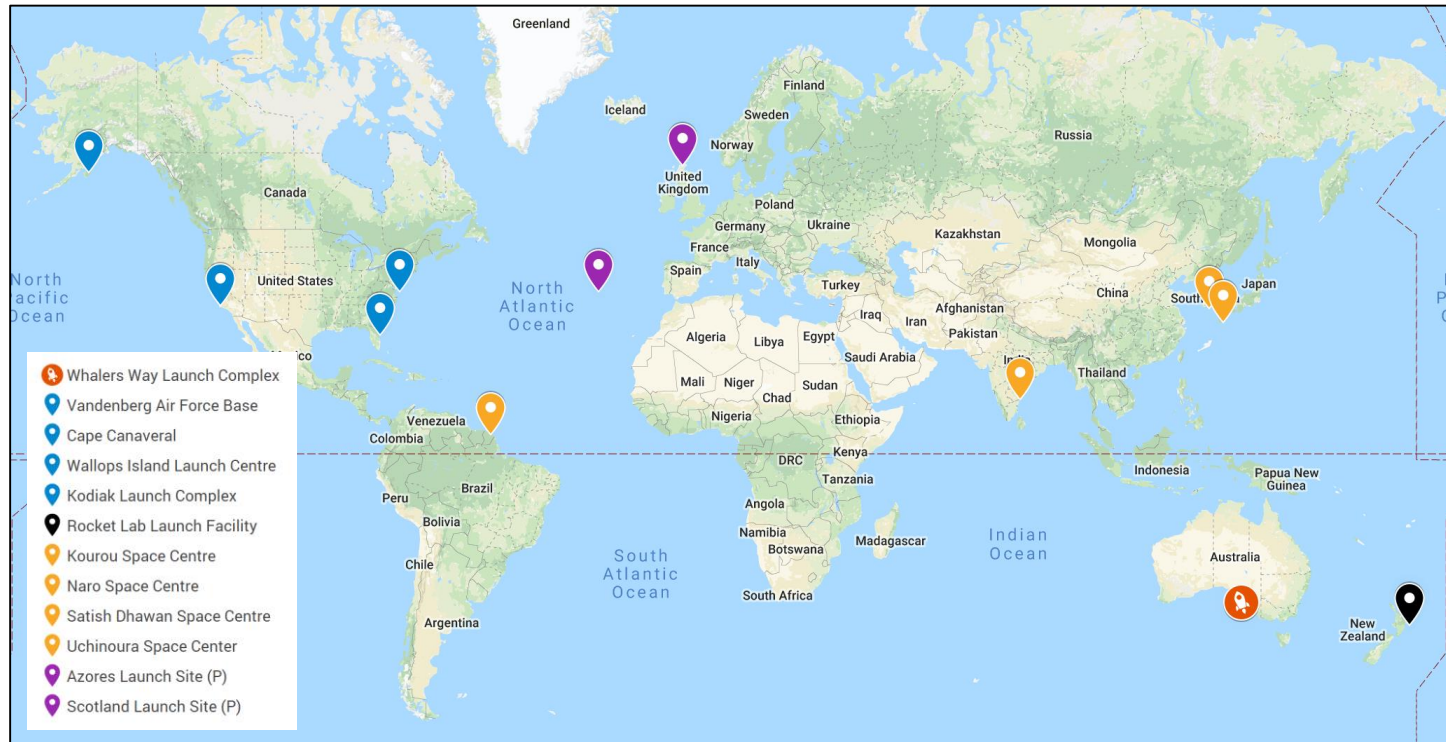 Greenland
Iceland
Finland
Sweden
Norway
Russia
Canada
United
Kingdom
Poland
Germany
Ukraine
France
Kazakhstan
Mongolia
Italy
Spain
United States
North
Pacific
Ocean
North
Atlantic
Ocean
Turkey
China
South
Japan
Afghanistan
Iraq
Iran
Pakistan
Algeria
Libya
Egypt
Saudi Arabia
Mexico
India
Mali
Niger
Sudan
Chad
Thailand
Nigeria
Ethiopia
Venezuela
Colombia
Kenya
DRC
Tanzania
Indonesia
Papua New
Guinea
Peru
Brazil
Angola
Bolivia
Namibia
Botswana
Madagascar
Indian
Ocean
Australia
Chile
South
Atlantic
Ocean
South Africa
Argentina
New
Zealand
Whalers Way Launch Complex
Vandenberg Air Force Base
Cape Canaveral
Wallops Island Launch Centre
Kodiak Launch Complex
Rocket Lab Launch Facility
Kourou Space Centre
Naro Space Centre
Satish Dhawan Space Centre
Uchinoura Space Center
Azores Launch Site (P)
Scotland Launch Site (P)